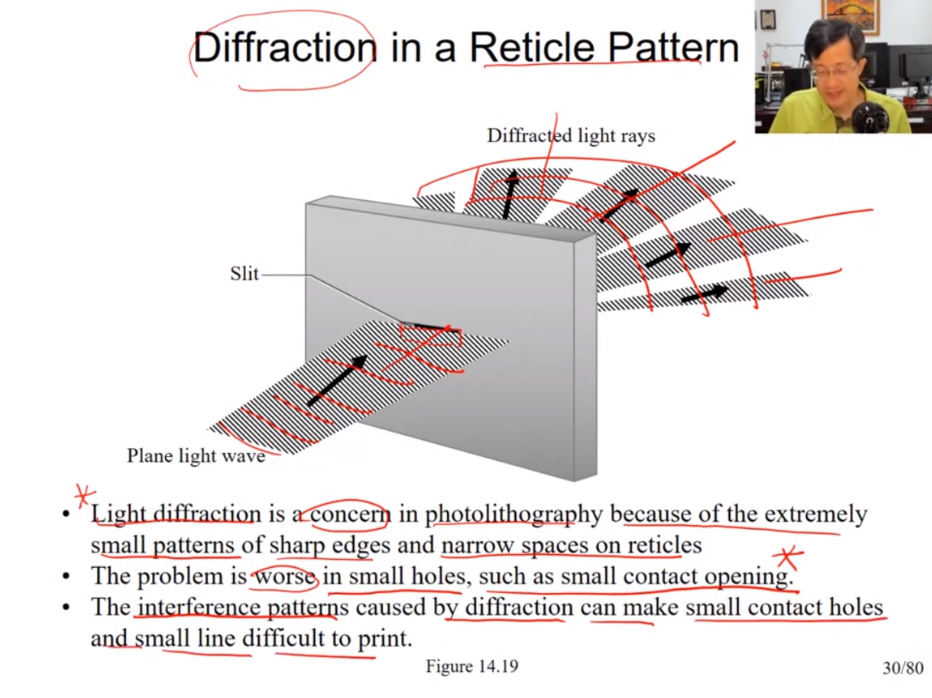 Diffraction in a Reticle Pattern
Diffracted light rays
Slit
Plane light wave
• Light diffraction is a concern in photolithography because of the extremely
small patterns of sharp edges and narrow spaces on reticles
• The problem is worse in small holes, such as small contact opening.
• The interference patterns caused by diffraction can make small contact holes
and small line difficult to print.
Figure 14.19
30/80